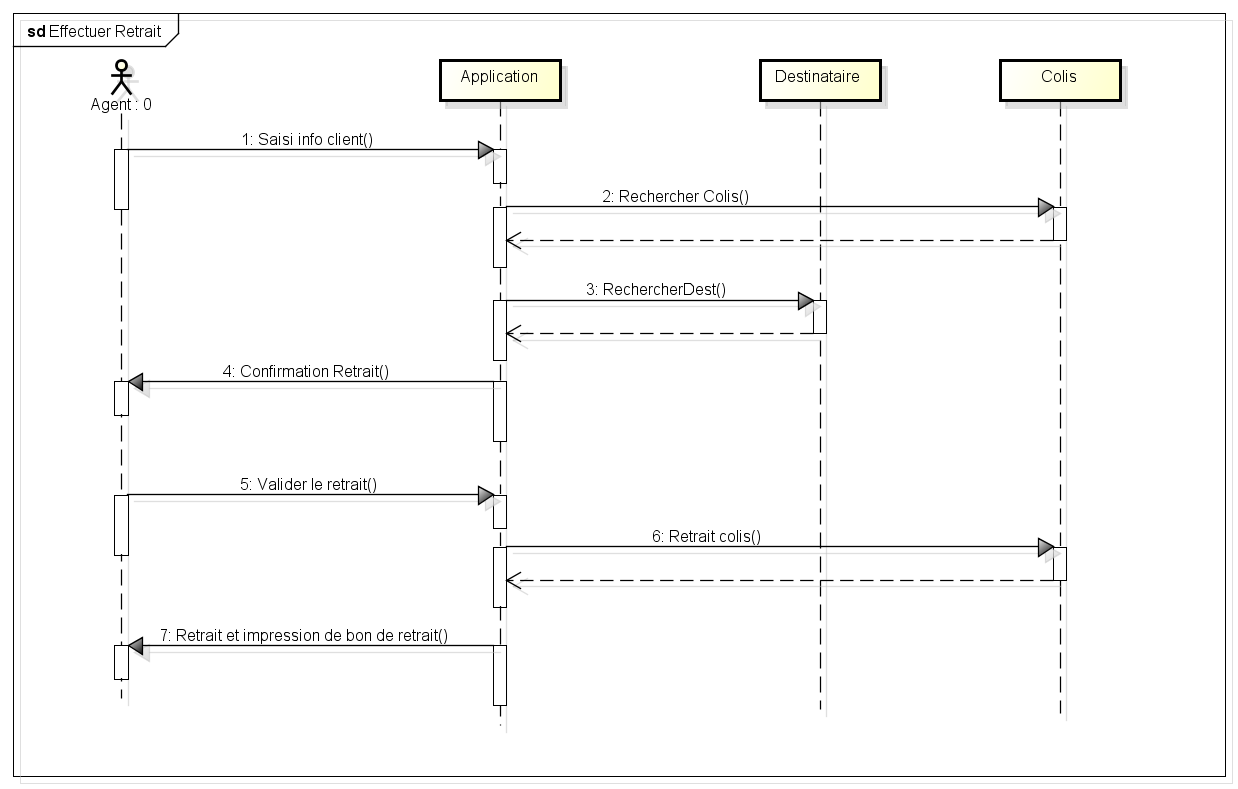 sd Effectuer Retrait
Agent : 0
Application
Destinataire
Colis
1: Saisi info client()
2: Rechercher Colis()
3: RechercherDest()
4: Confirmation Retrait()
5: Valider le retrait()
6: Retrait colis()
7: Retrait et impression de bon de retrait()